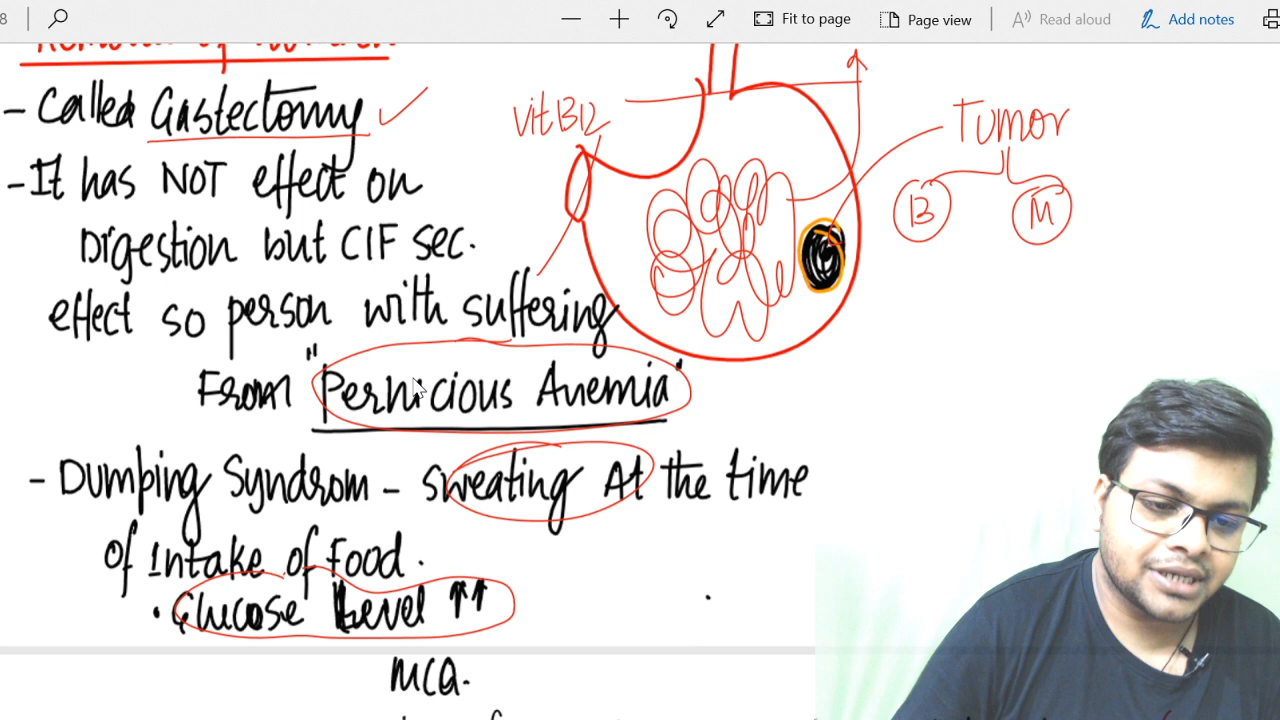 8
Fit to page
Page view
Read aloud
Add notes
- Called Gastectomy
- It has NOT effect on
Digestion but CIF sec.
effect so person with suffering
From "Pernicious Anemia"
- Dumping Syndrom - sweating At the time
of Intake of Food.
• Glucose Level ↑↑
MCQ.
Vit B12
Tumor
B
M